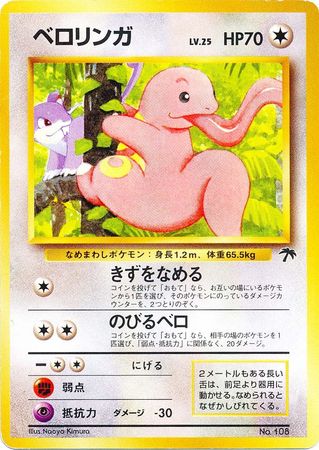 ベロリンガ LV.25 HP70
なめまわしポケモン：身長1.2m、体重65.5kg
きずをなめる
コインを投げて「おもて」なら、お互いの場にいるポケモン
から1匹を選び、そのポケモンにのっているダメージカ
ウンターを、2つとりのぞく。
のびるベロ
コインを投げて「おもて」なら、相手の場のポケモンを1
匹選び、「弱点・抵抗力」に関係なく、20ダメージ。
にげる
弱点
抵抗力 ダメージ -30
2メートルもある長い
舌は、前足より器用に
動かせる。なめられると
なぜかしびれてくる。
Illus.Naoyo Kimura
No.108